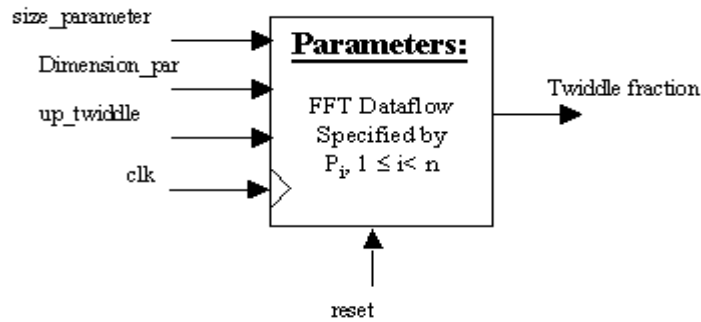 size_parameter
Parameters:
Dimension_par
Twiddle fraction
FFT Dataflow
up_twiddle
Specified by
Pi, 1 ≤ i< n
clk
reset